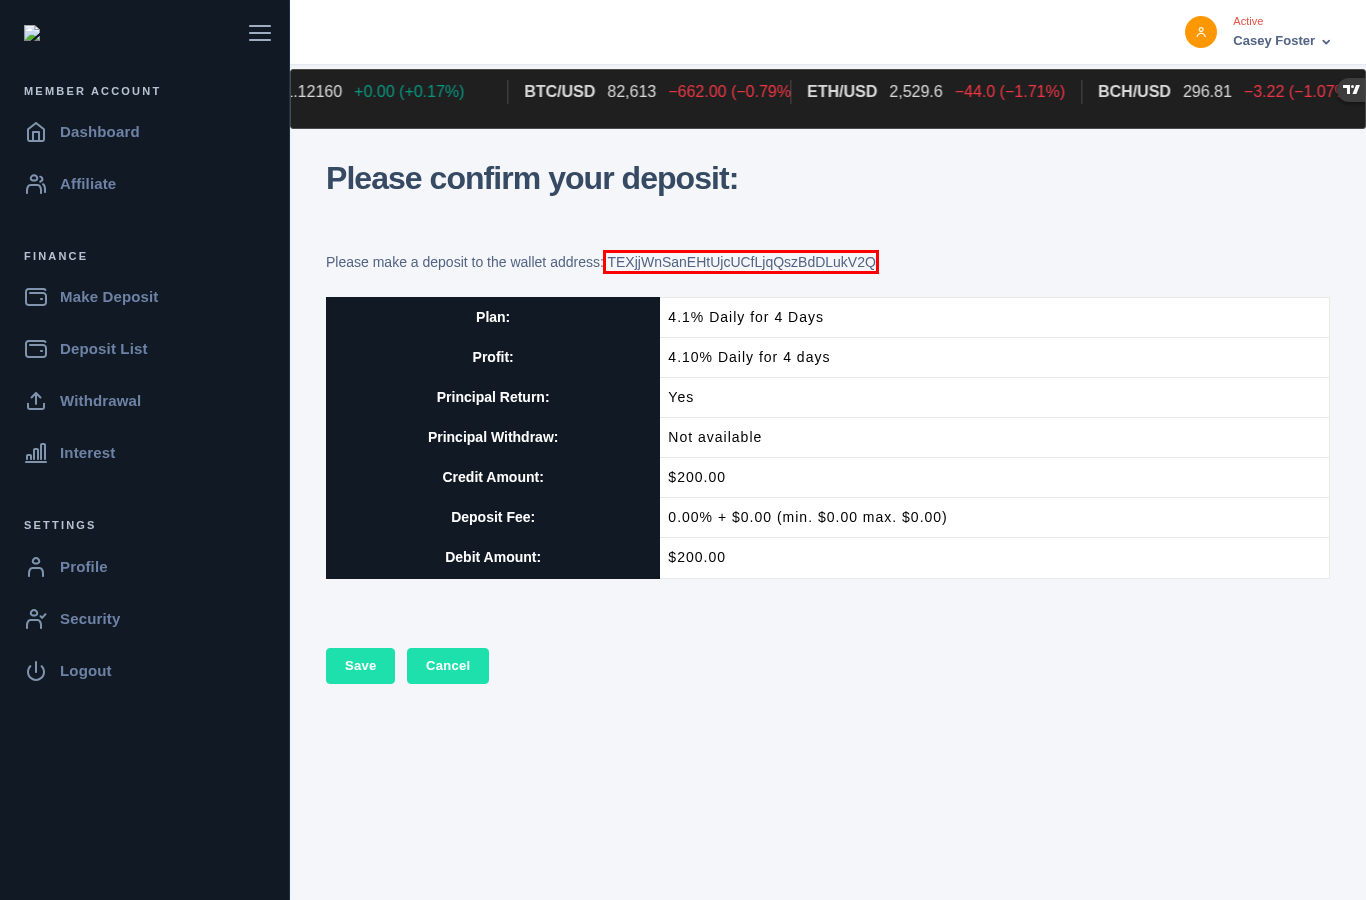 MEMBER ACCOUNT
Dashboard
Affiliate
FINANCE
Make Deposit
Deposit List
Withdrawal
Interest
SETTINGS
Profile
Security
Logout
Active
Casey Foster
.12160 +0.00 (+0.17%) BTC/USD 82,613 −662.00 (−0.79% ETH/USD 2,529.6 −44.0 (−1.71%) BCH/USD 296.81 −3.22 (−1.07%
Please confirm your deposit:
Please make a deposit to the wallet address: TEXjjWnSanEHtUjcUCfLjqQszBdDLukV2Q
Plan: 4.1% Daily for 4 Days
Profit: 4.10% Daily for 4 days
Principal Return: Yes
Principal Withdraw: Not available
Credit Amount: $200.00
Deposit Fee: 0.00% + $0.00 (min. $0.00 max. $0.00)
Debit Amount: $200.00
Save Cancel